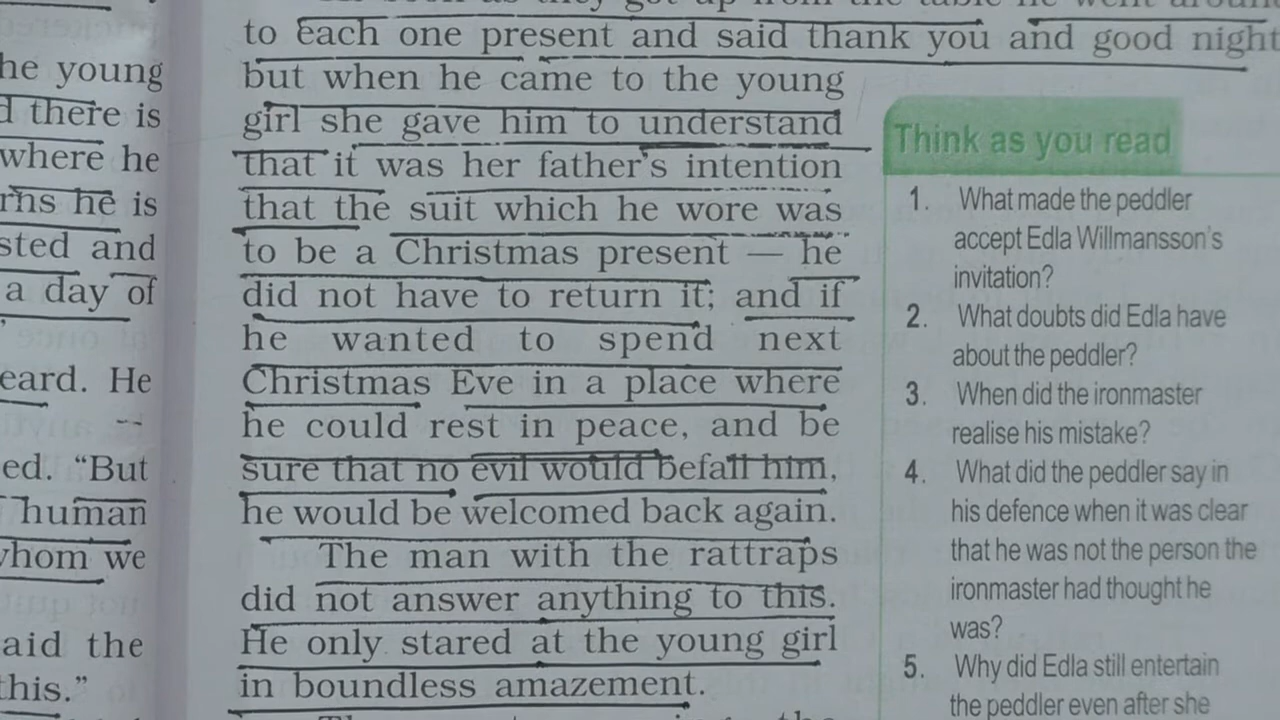 he young
d there is
where he
rns he is
sted and
a day of
eard. He
ed. “But
human
whom we
aid the
this.”
to each one present and said thank you and good night
but when he came to the young
girl she gave him to understand
that it was her father's intention
that the suit which he wore was
to be a Christmas present — he
did not have to return it; and if
he wanted to spend next
Christmas Eve in a place where
he could rest in peace, and be
sure that no evil would befall him,
he would be welcomed back again.
The man with the rattraps
did not answer anything to this.
He only stared at the young girl
in boundless amazement.
Think as you read
1. What made the peddler
accept Edla Willmansson's
invitation?
2. What doubts did Edla have
about the peddler?
3. When did the ironmaster
realise his mistake?
4. What did the peddler say in
his defence when it was clear
that he was not the person the
ironmaster had thought he
was?
5. Why did Edla still entertain
the peddler even after she